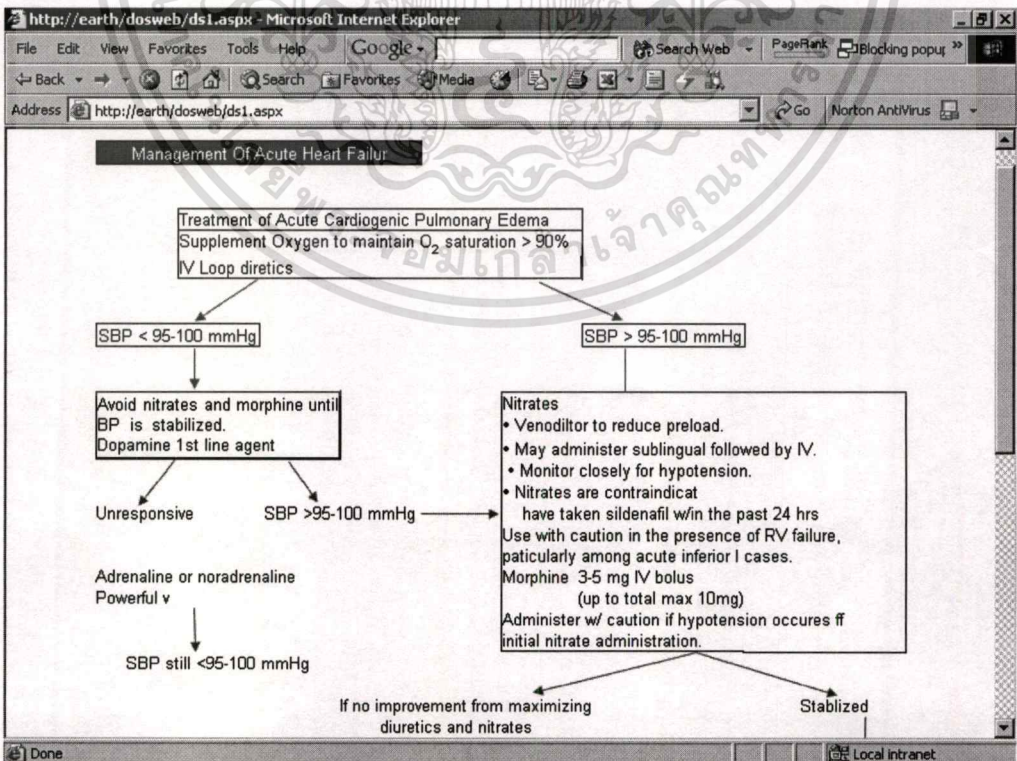 http://earth/dosweb/ds1.aspx - Microsoft Internet Explorer
File Edit View Favorites Tools Help Google Search Web PageRank Blocking popup »
Back Search Favorites Media
Address http://earth/dosweb/ds1.aspx Go Norton AntiVirus
Management Of Acute Heart Failur
Treatment of Acute Cardiogenic Pulmonary Edema
Supplement Oxygen to maintain O2 saturation > 90%
IV Loop diretics
SBP < 95-100 mmHg
SBP > 95-100 mmHg
Avoid nitrates and morphine until
BP is stabilized.
Dopamine 1st line agent
Unresponsive
SBP >95-100 mmHg
Adrenaline or noradrenaline
Powerful v
SBP still <95-100 mmHg
Nitrates
• Venodiltor to reduce preload.
• May administer sublingual followed by IV.
• Monitor closely for hypotension.
• Nitrates are contraindicat
have taken sildenafil w/in the past 24 hrs
Use with caution in the presence of RV failure,
paticularly among acute inferior I cases.
Morphine 3-5 mg IV bolus
(up to total max 10mg)
Administer w/ caution if hypotension occures ff
initial nitrate administration.
If no improvement from maximizing
diuretics and nitrates
Stablized
Done
Local intranet